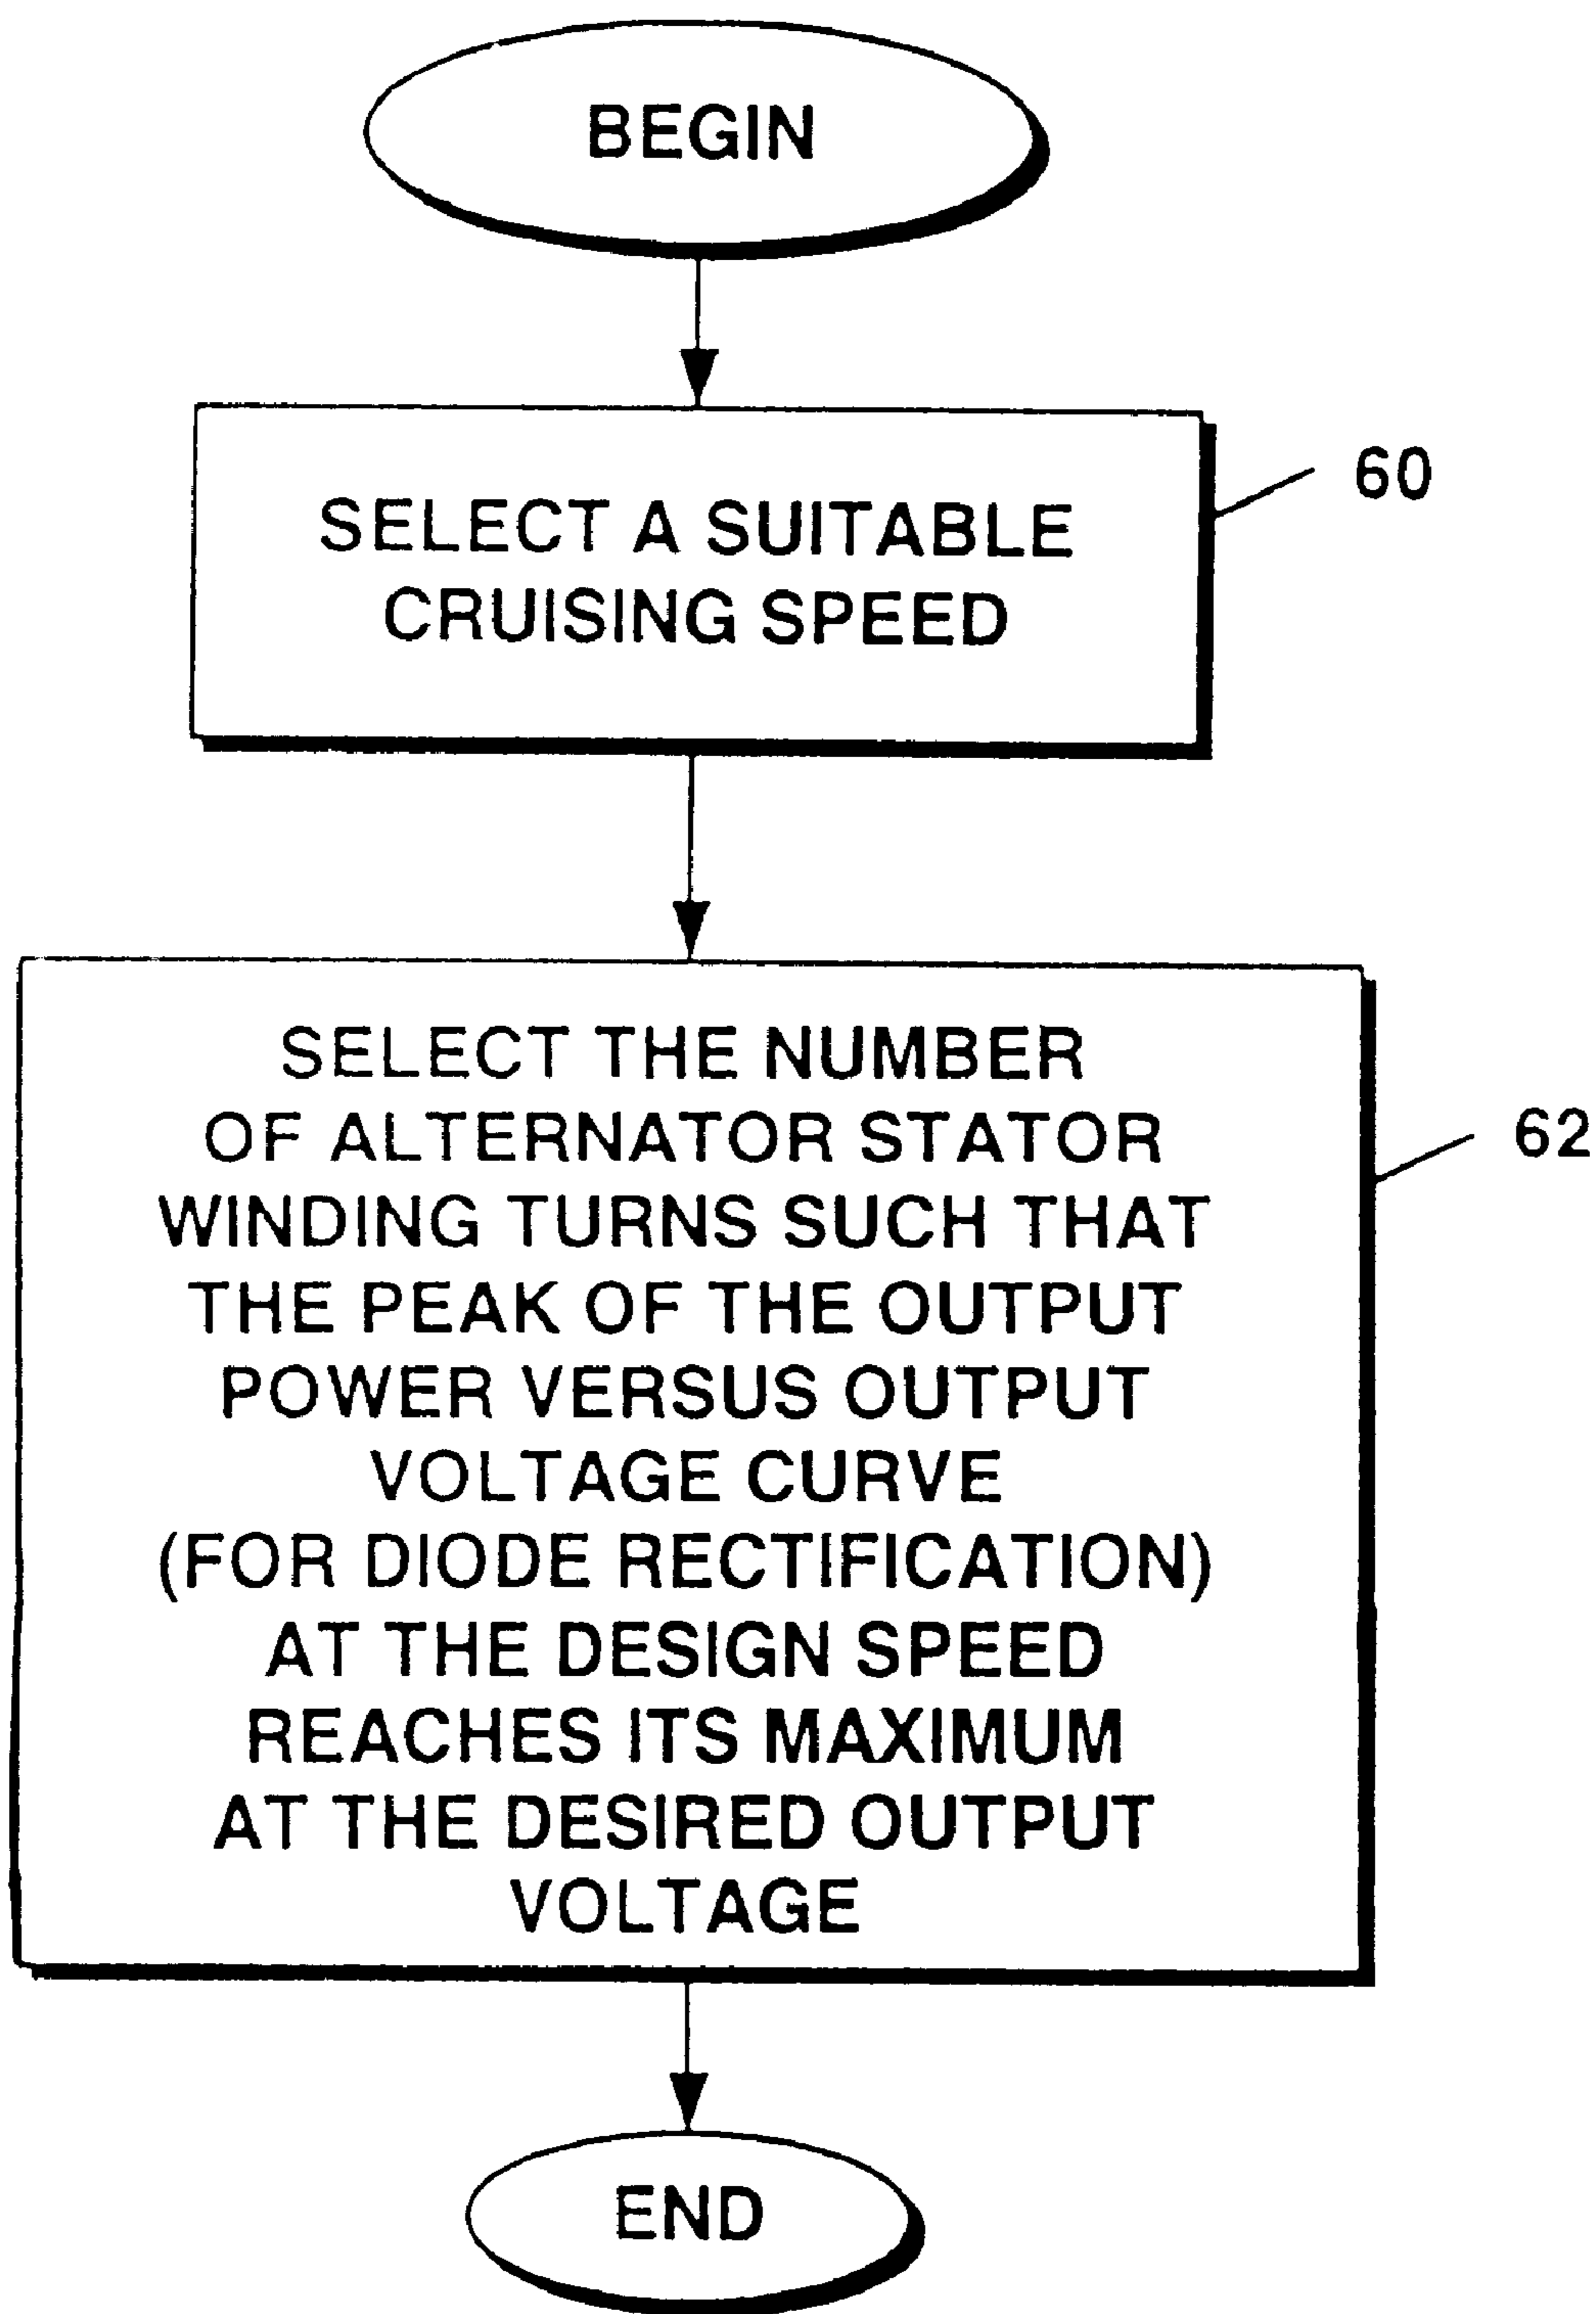 BEGIN
SELECT A SUITABLE
CRUISING SPEED
60
SELECT THE NUMBER
OF ALTERNATOR STATOR
WINDING TURNS SUCH THAT
THE PEAK OF THE OUTPUT
POWER VERSUS OUTPUT
VOLTAGE CURVE
(FOR DIODE RECTIFICATION)
AT THE DESIGN SPEED
REACHES ITS MAXIMUM
AT THE DESIRED OUTPUT
VOLTAGE
62
END